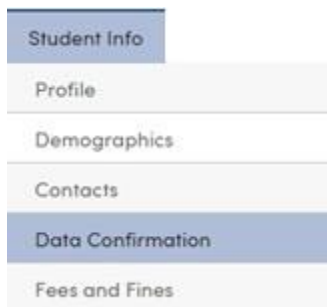 Student Info
Profile
Demographics
Contacts
Data Confirmation
Fees and Fines